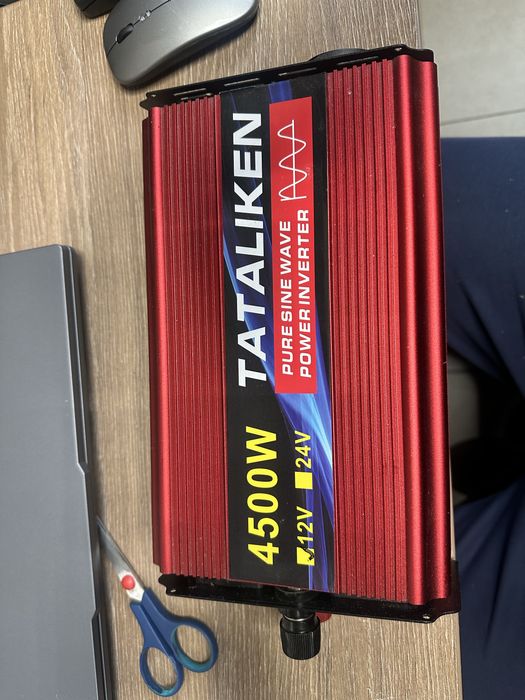 TATALIKEN
PURE SINE WAVE
POWER INVERTER
4500W
12V 24V